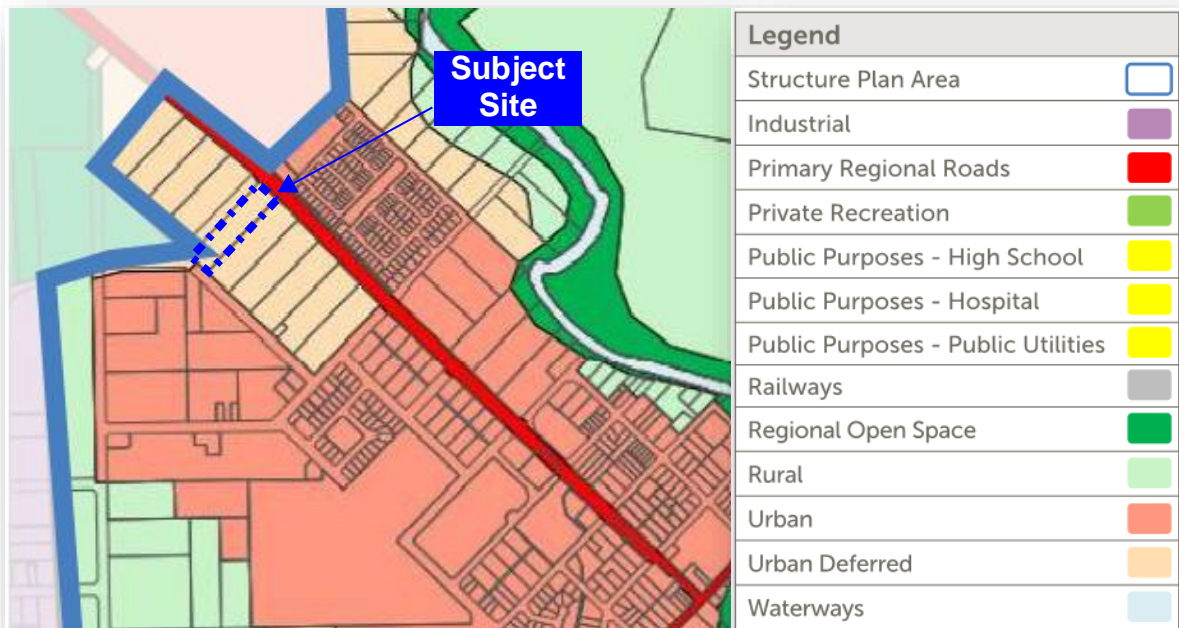 Subject
Site
Legend
Structure Plan Area
Industrial
Primary Regional Roads
Private Recreation
Public Purposes - High School
Public Purposes - Hospital
Public Purposes - Public Utilities
Railways
Regional Open Space
Rural
Urban
Urban Deferred
Waterways